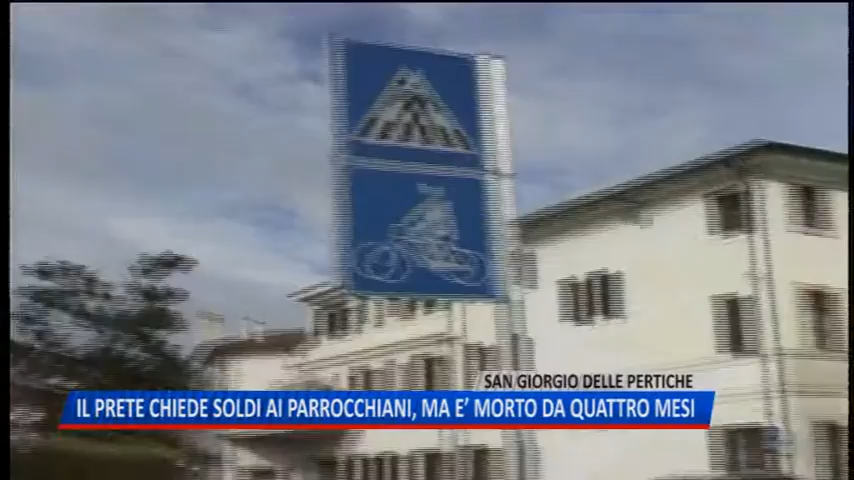 SAN GIORGIO DELLE PERTICHE
IL PRETE CHIEDE SOLDI AI PARROCCHIANI, MA E' MORTO DA QUATTRO MESI